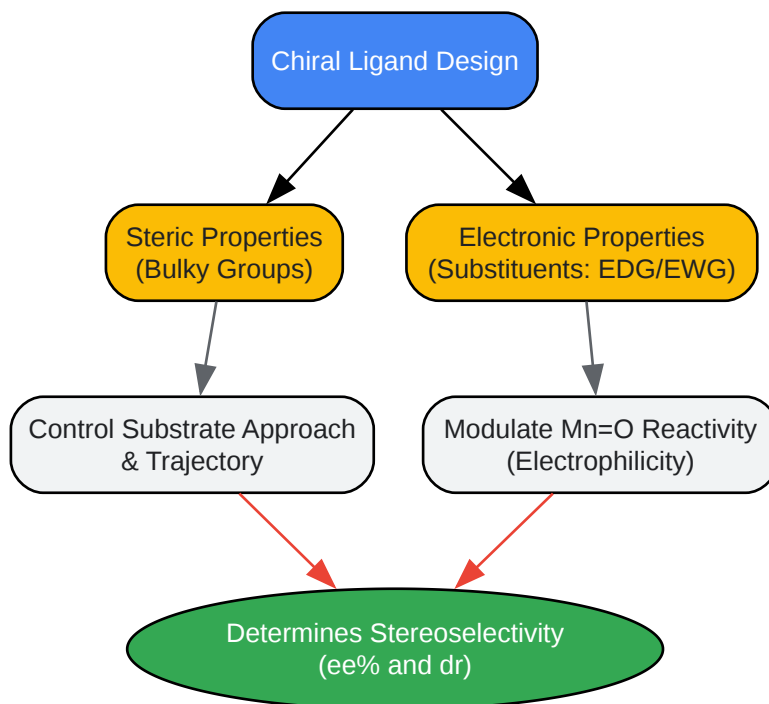 Chiral Ligand Design
Steric Properties
(Bulky Groups)
Electronic Properties
(Substituents: EDG/EWG)
Control Substrate Approach
& Trajectory
Modulate Mn=O Reactivity
(Electrophilicity)
Determines Stereoselectivity
(ee% and dr)